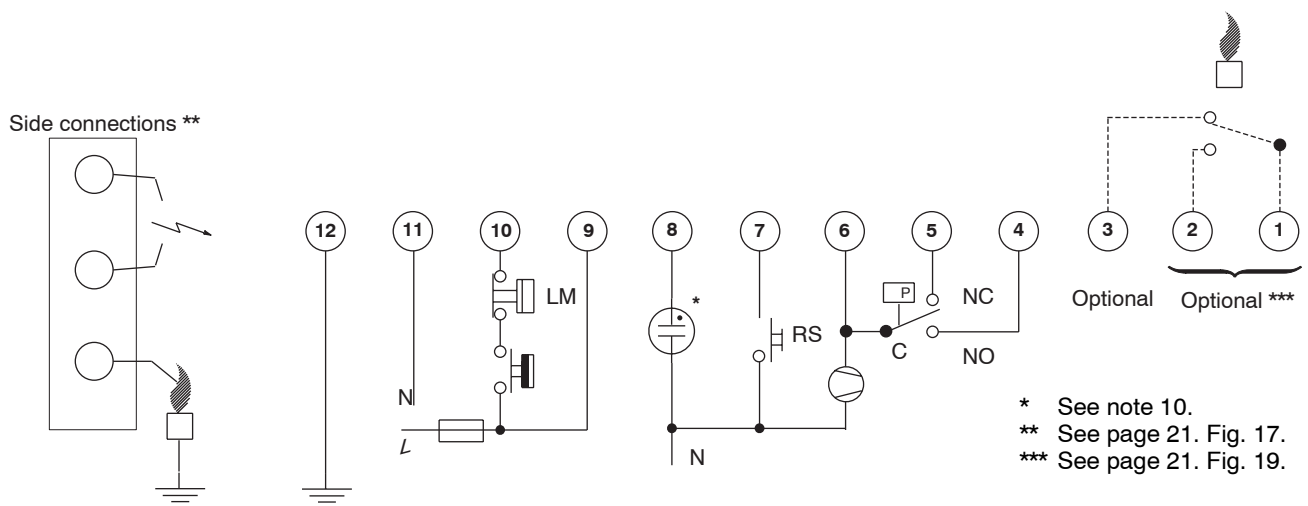 Side connections **
12 11 10 9 8 7 6 5 4 3 2 1
LM
*
RS
P
NC
C
NO
Optional
Optional ***
N
L
N
* See note 10.
** See page 21. Fig. 17.
*** See page 21. Fig. 19.